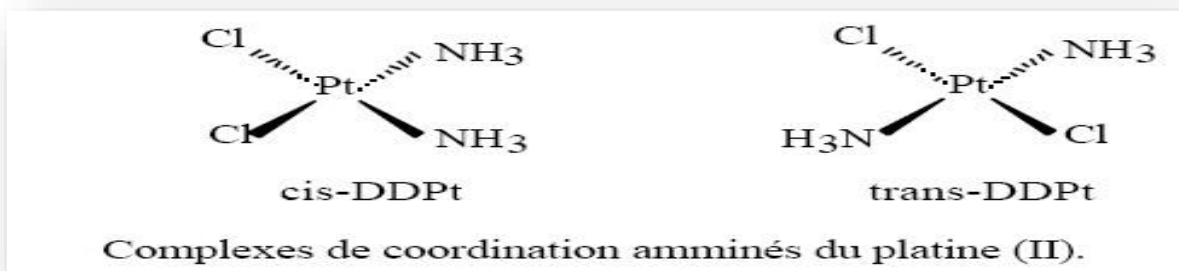 Cl NH3 Cl NH3
Pt Pt
Cl NH3 H3N Cl
cis-DDPt trans-DDPt
Complexes de coordination amminés du platine (II).